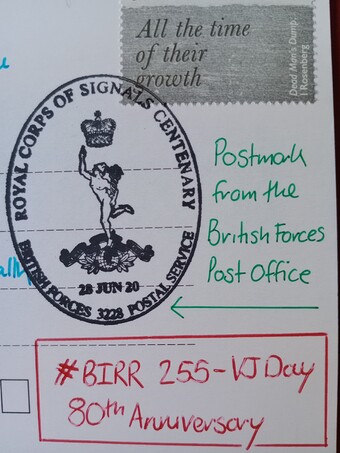 All the time
of their
growth
Dead Man's Dump
Rosenberg
ROYAL CORPS OF SIGNALS CENTENARY
28 JUN 20
BRITISH FORCES 3228 POSTAL SERVICE
Postmark
from the
British Forces
Post Office
#BIRR 255-VJ Day
80th Anniversary